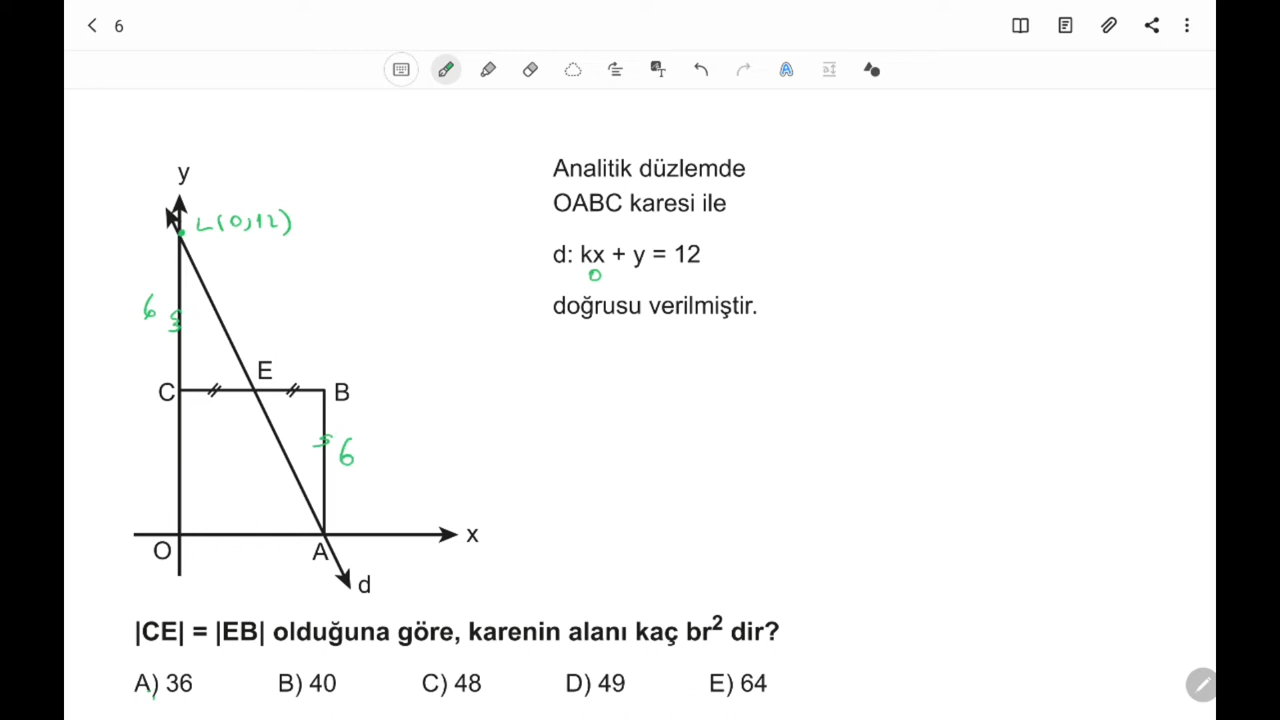 6
y
L(0,12)
6
C
E
B
6
O
A
x
d
Analitik düzlemde
OABC karesi ile
d: kx + y = 12
0
doğrusu verilmiştir.
|CE| = |EB| olduğuna göre, karenin alanı kaç br² dir?
A) 36 B) 40 C) 48 D) 49 E) 64